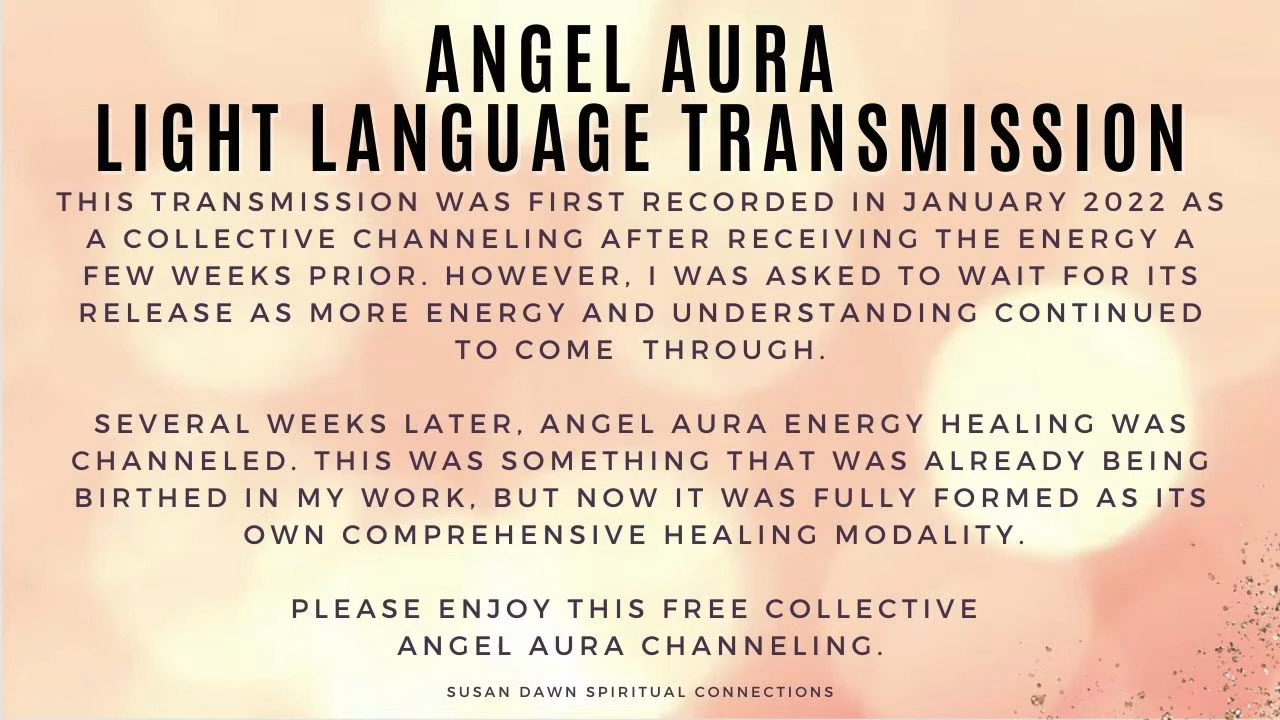 ANGEL AURA
LIGHT LANGUAGE TRANSMISSION
THIS TRANSMISSION WAS FIRST RECORDED IN JANUARY 2022 AS
A COLLECTIVE CHANNELING AFTER RECEIVING THE ENERGY A
FEW WEEKS PRIOR. HOWEVER, I WAS ASKED TO WAIT FOR ITS
RELEASE AS MORE ENERGY AND UNDERSTANDING CONTINUED
TO COME THROUGH.
SEVERAL WEEKS LATER, ANGEL AURA ENERGY HEALING WAS
CHANNELED. THIS WAS SOMETHING THAT WAS ALREADY BEING
BIRTHED IN MY WORK, BUT NOW IT WAS FULLY FORMED AS ITS
OWN COMPREHENSIVE HEALING MODALITY.
PLEASE ENJOY THIS FREE COLLECTIVE
ANGEL AURA CHANNELING.
SUSAN DAWN SPIRITUAL CONNECTIONS